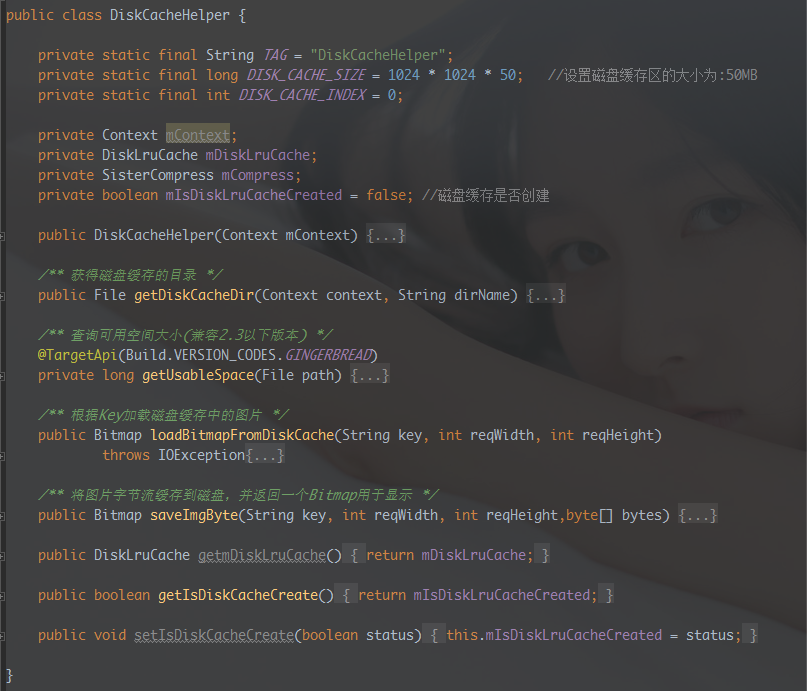 public class DiskCacheHelper {
private static final String TAG = "DiskCacheHelper";
private static final long DISK_CACHE_SIZE = 1024 * 1024 * 50;   //设置磁盘缓存区的大小为:50MB
private static final int DISK_CACHE_INDEX = 0;
private Context mContext;
private DiskLruCache mDiskLruCache;
private SisterCompress mCompress;
private boolean mIsDiskLruCacheCreated = false; //磁盘缓存是否创建
public DiskCacheHelper(Context mContext) {...}
/** 获得磁盘缓存的目录 */
public File getDiskCacheDir(Context context, String dirName) {...}
/** 查询可用空间大小(兼容2.3以下版本) */
@TargetApi(Build.VERSION_CODES.GINGERBREAD)
private long getUsableSpace(File path) {...}
/** 根据Key加载磁盘缓存中的图片 */
public Bitmap loadBitmapFromDiskCache(String key, int reqWidth, int reqHeight)
throws IOException{...}
/** 将图片字节流缓存到磁盘，并返回一个Bitmap用于显示 */
public Bitmap saveImgByte(String key, int reqWidth, int reqHeight,byte[] bytes) {...}
public DiskLruCache getmDiskLruCache() { return mDiskLruCache; }
public boolean getIsDiskCacheCreate() { return mIsDiskLruCacheCreated; }
public void setIsDiskCacheCreate(boolean status) { this.mIsDiskLruCacheCreated = status; }
}